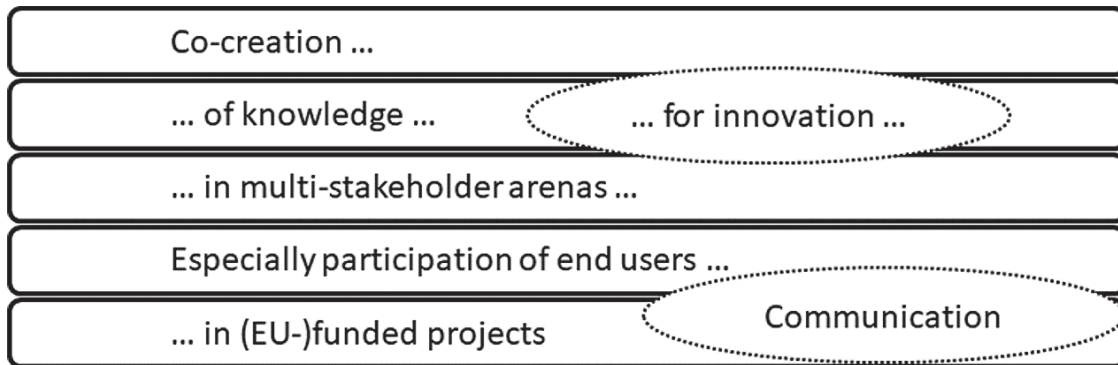 Co-creation ...
... of knowledge ... ... for innovation ...
... in multi-stakeholder arenas ...
Especially participation of end users ...
... in (EU-)funded projects Communication